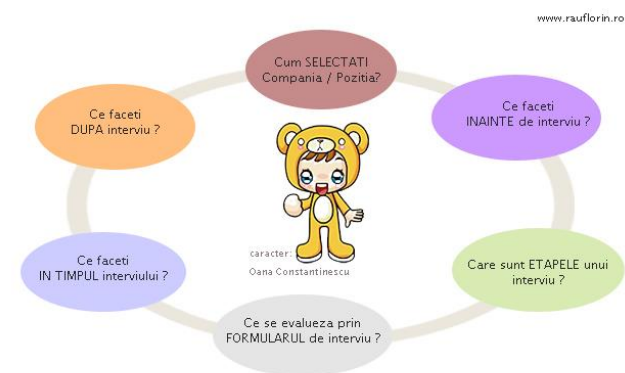 www.rauflorin.ro
Cum SELECTATI
Compania / Pozitia?
Ce faceti
INAINTE de interviu ?
Care sunt ETAPELE unui
interviu ?
Ce se evalueza prin
FORMULARUL de interviu ?
Ce faceti
IN TIMPUL interviului ?
Ce faceti
DUPA interviu ?
caracter:
Oana Constantinescu